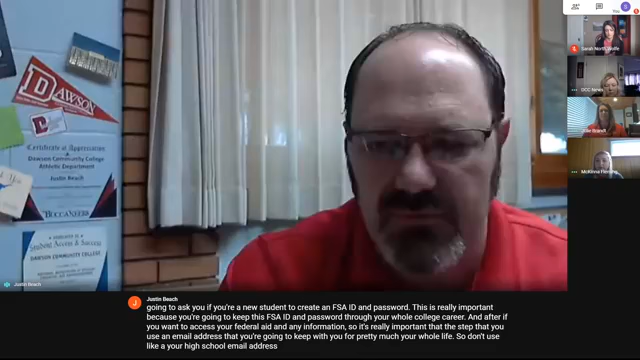 DAWSON
D
Certificate of Appreciation
Dawson Community College
Athletic Department
Justin Beach
BUCCANEERS
Student Access & Success
DAWSON COMMUNITY COLLEGE
Justin Beach
You
S
Sarah North Wolfe
DCC News
Julie Brandt
McKinna Fleming
J
Justin Beach
going to ask you if you're a new student to create an FSA ID and password. This is really important
because you're going to keep this FSA ID and password through your whole college career. And after if
you want to access your federal aid and any information, so it's really important that the step that you
use an email address that you're going to keep with you for pretty much your whole life. So don't use
like a your high school email address